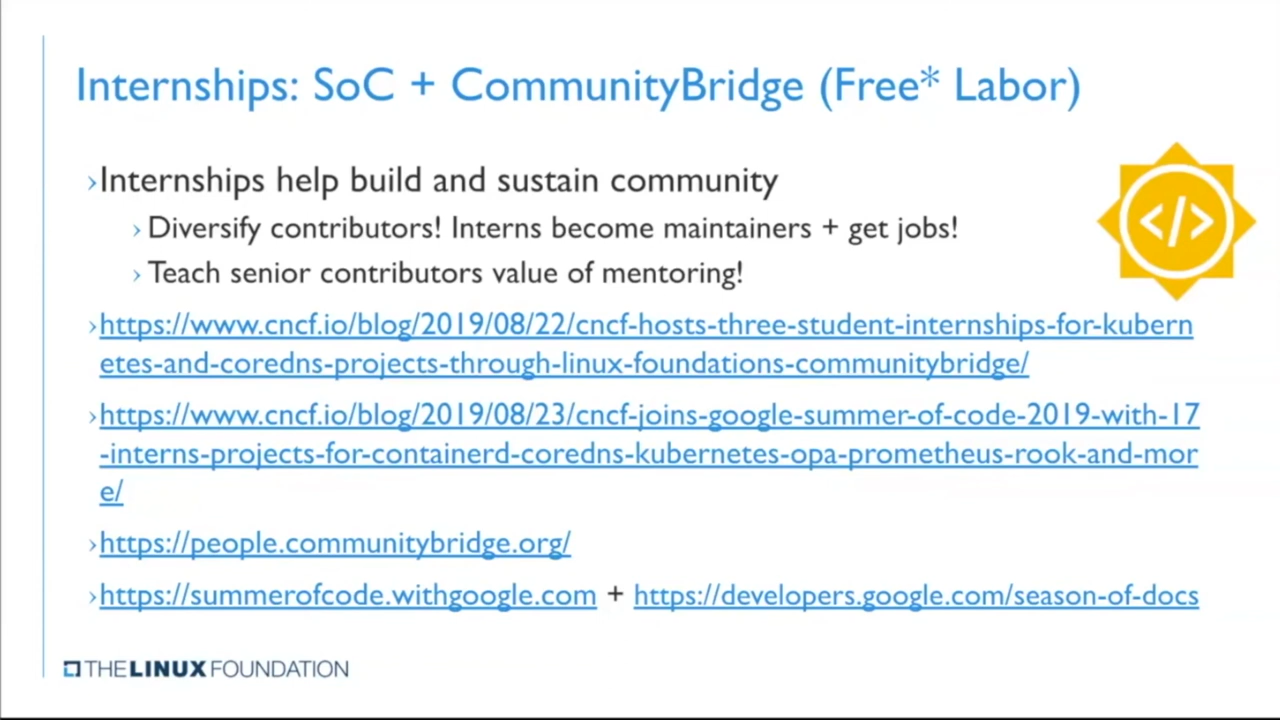 Internships: SoC + CommunityBridge (Free* Labor)
›Internships help build and sustain community
› Diversify contributors! Interns become maintainers + get jobs!
› Teach senior contributors value of mentoring!
›https://www.cncf.io/blog/2019/08/22/cncf-hosts-three-student-internships-for-kubern
etes-and-coredns-projects-through-linux-foundations-communitybridge/
›https://www.cncf.io/blog/2019/08/23/cncf-joins-google-summer-of-code-2019-with-17
-interns-projects-for-containerd-coredns-kubernetes-opa-prometheus-rook-and-mor
e/
›https://people.communitybridge.org/
›https://summerofcode.withgoogle.com + https://developers.google.com/season-of-docs
</>
THE LINUX FOUNDATION